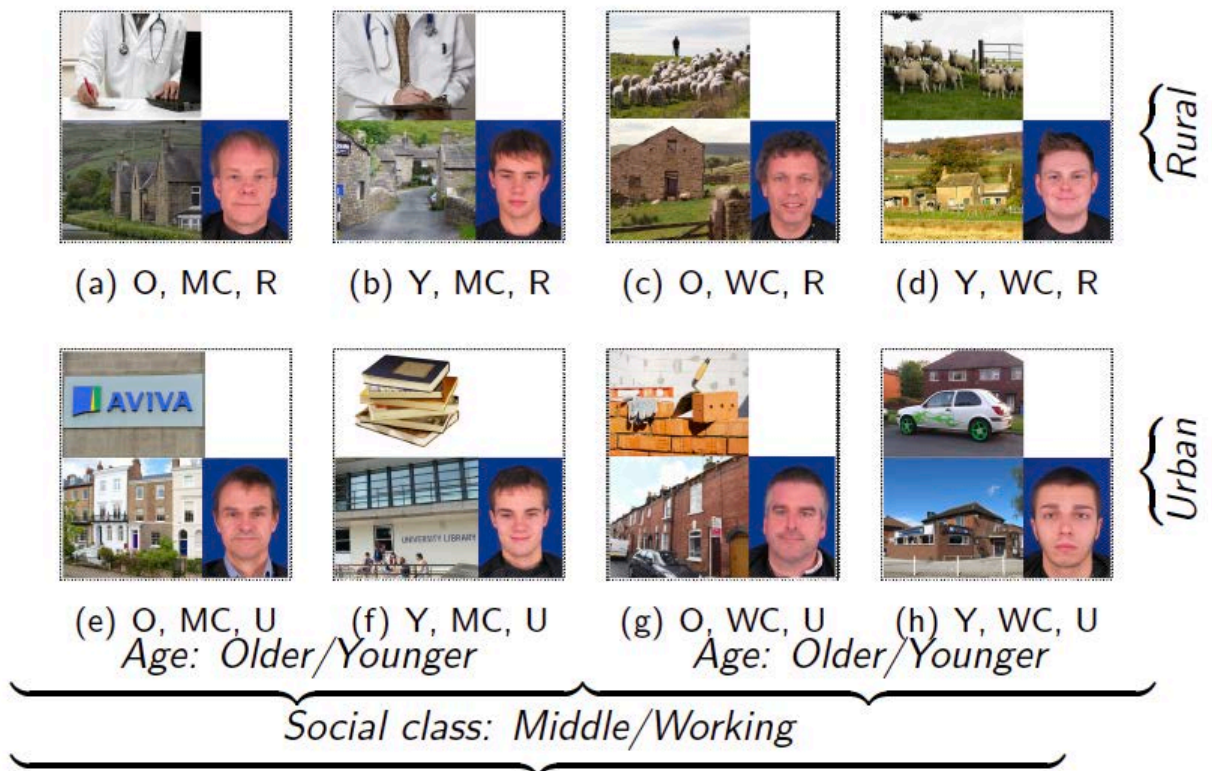 Rural
(a) O, MC, R
(b) Y, MC, R
(c) O, WC, R
(d) Y, WC, R
AVIVA
UNIVERSITY LIBRARY
Urban
(e) O, MC, U
(f) Y, MC, U
(g) O, WC, U
(h) Y, WC, U
Age: Older/Younger
Age: Older/Younger
Social class: Middle/Working